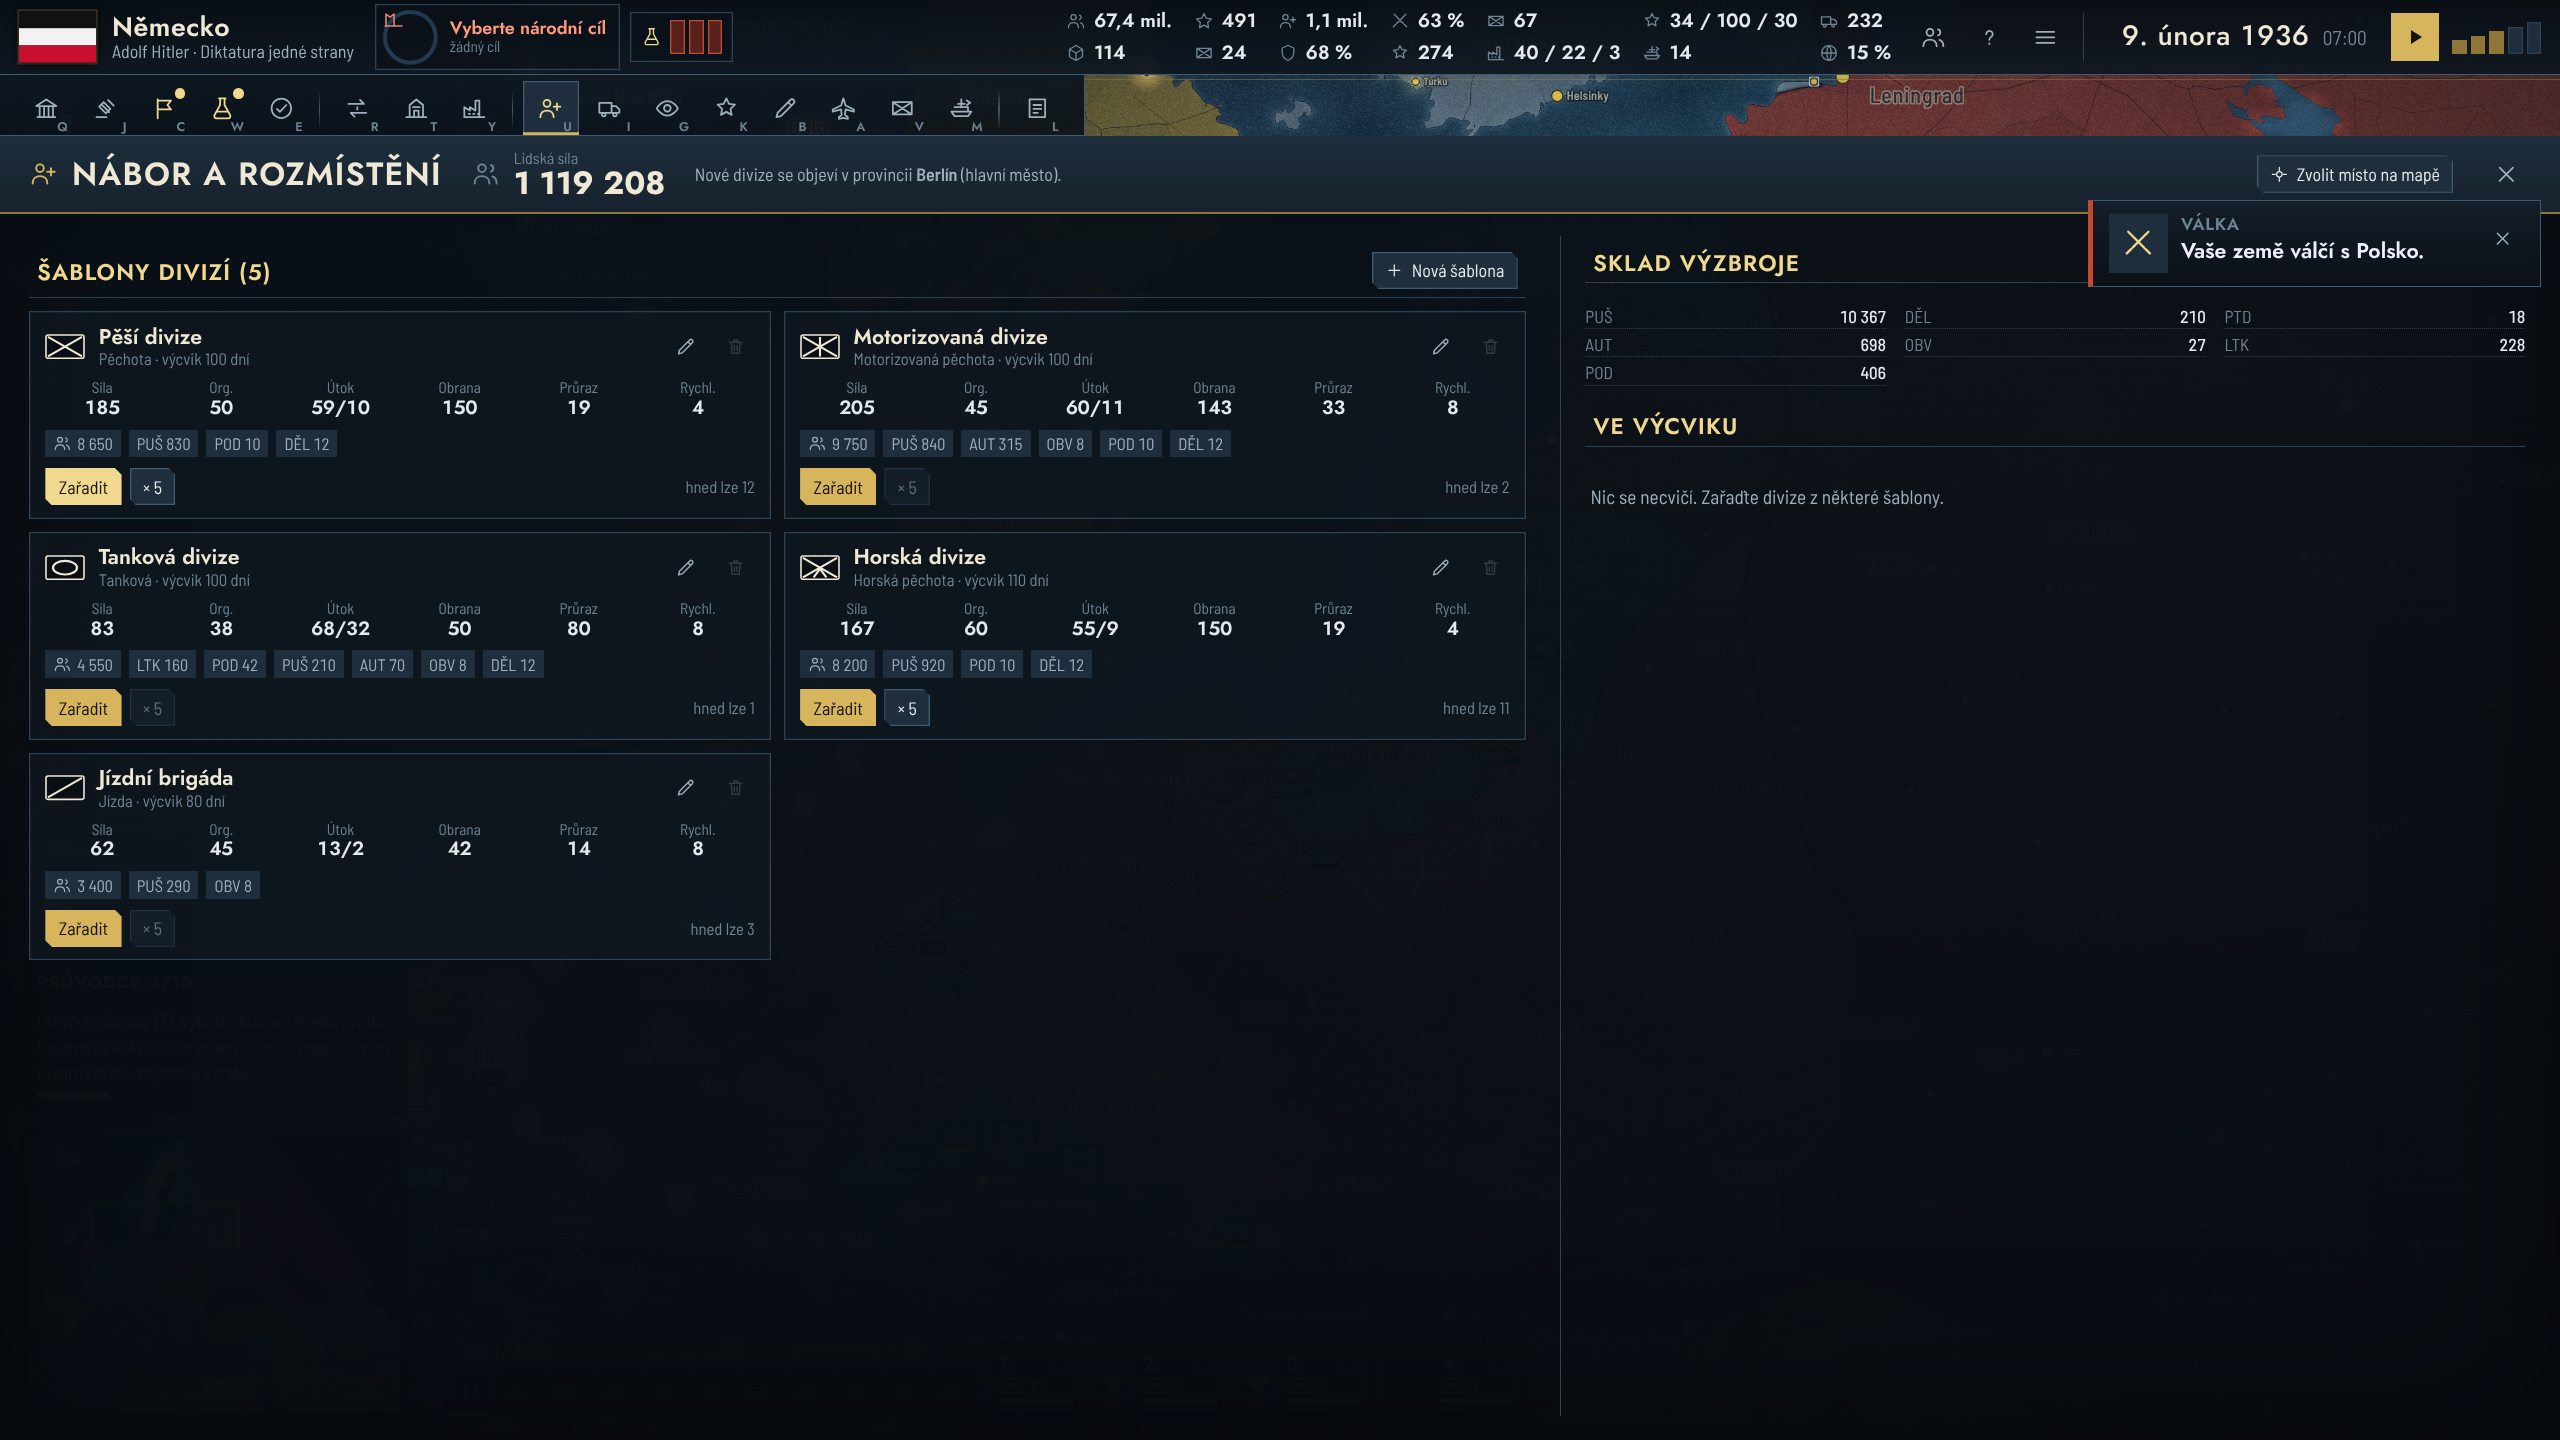 Německo
Adolf Hitler · Diktatura jedné strany
Vyberte národní cíl
žádný cíl
67,4 mil. 491 1,1 mil. 63 % 67 34 / 100 / 30 232
114 24 68 % 274 40 / 22 / 3 14 15 %
?
9. února 1936 07:00
Q J C W E R T Y U I G K B A V M L
Turku
Helsinky
Leningrad
NÁBOR A ROZMÍSTĚNÍ
Lidská síla
1 119 208
Nové divize se objeví v provincii Berlín (hlavní město).
Zvolit místo na mapě
VÁLKA
Vaše země válčí s Polsko.
ŠABLONY DIVIZÍ (5)
+ Nová šablona
Pěší divize
Pěchota · výcvik 100 dní
Síla Org. Útok Obrana Průraz Rychl.
185 50 59/10 150 19 4
8 650 PUŠ 830 POD 10 DĚL 12
Zařadit × 5 hned lze 12
Motorizovaná divize
Motorizovaná pěchota · výcvik 100 dní
Síla Org. Útok Obrana Průraz Rychl.
205 45 60/11 143 33 8
9 750 PUŠ 840 AUT 315 OBV 8 POD 10 DĚL 12
Zařadit × 5 hned lze 2
Tanková divize
Tanková · výcvik 100 dní
Síla Org. Útok Obrana Průraz Rychl.
83 38 68/32 50 80 8
4 550 LTK 160 POD 42 PUŠ 210 AUT 70 OBV 8 DĚL 12
Zařadit × 5 hned lze 1
Horská divize
Horská pěchota · výcvik 110 dní
Síla Org. Útok Obrana Průraz Rychl.
167 60 55/9 150 19 4
8 200 PUŠ 920 POD 10 DĚL 12
Zařadit × 5 hned lze 11
Jízdní brigáda
Jízda · výcvik 80 dní
Síla Org. Útok Obrana Průraz Rychl.
62 45 13/2 42 14 8
3 400 PUŠ 290 OBV 8
Zařadit × 5 hned lze 3
PRŮVODCE 3/10
SKLAD VÝZBROJE
PUŠ 10 367 DĚL 210 PTD 18
AUT 698 OBV 27 LTK 228
POD 406
VE VÝCVIKU
Nic se necvičí. Zařaďte divize z některé šablony.